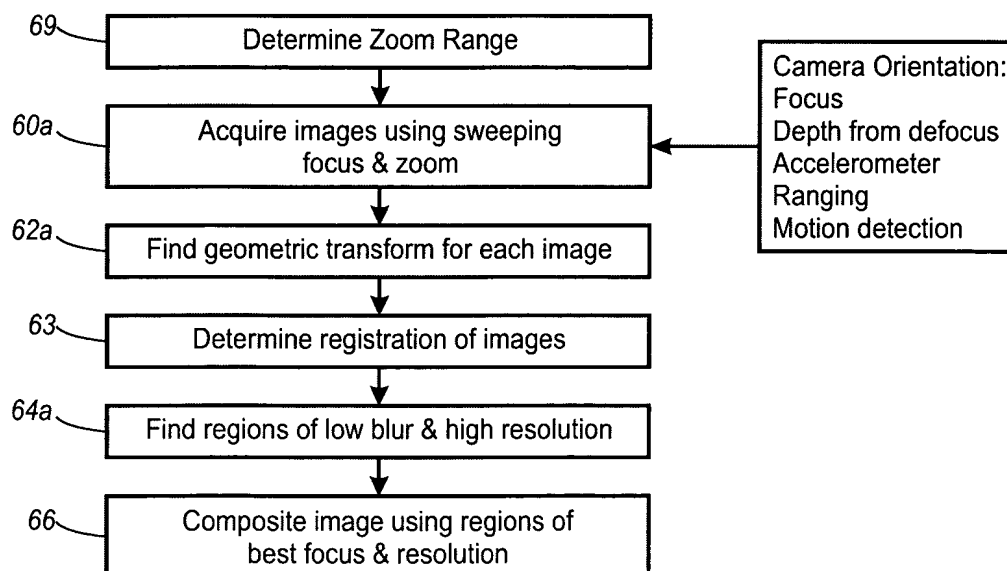 69
Determine Zoom Range
60a
Acquire images using sweeping
focus & zoom
Camera Orientation:
Focus
Depth from defocus
Accelerometer
Ranging
Motion detection
62a
Find geometric transform for each image
63
Determine registration of images
64a
Find regions of low blur & high resolution
66
Composite image using regions of
best focus & resolution